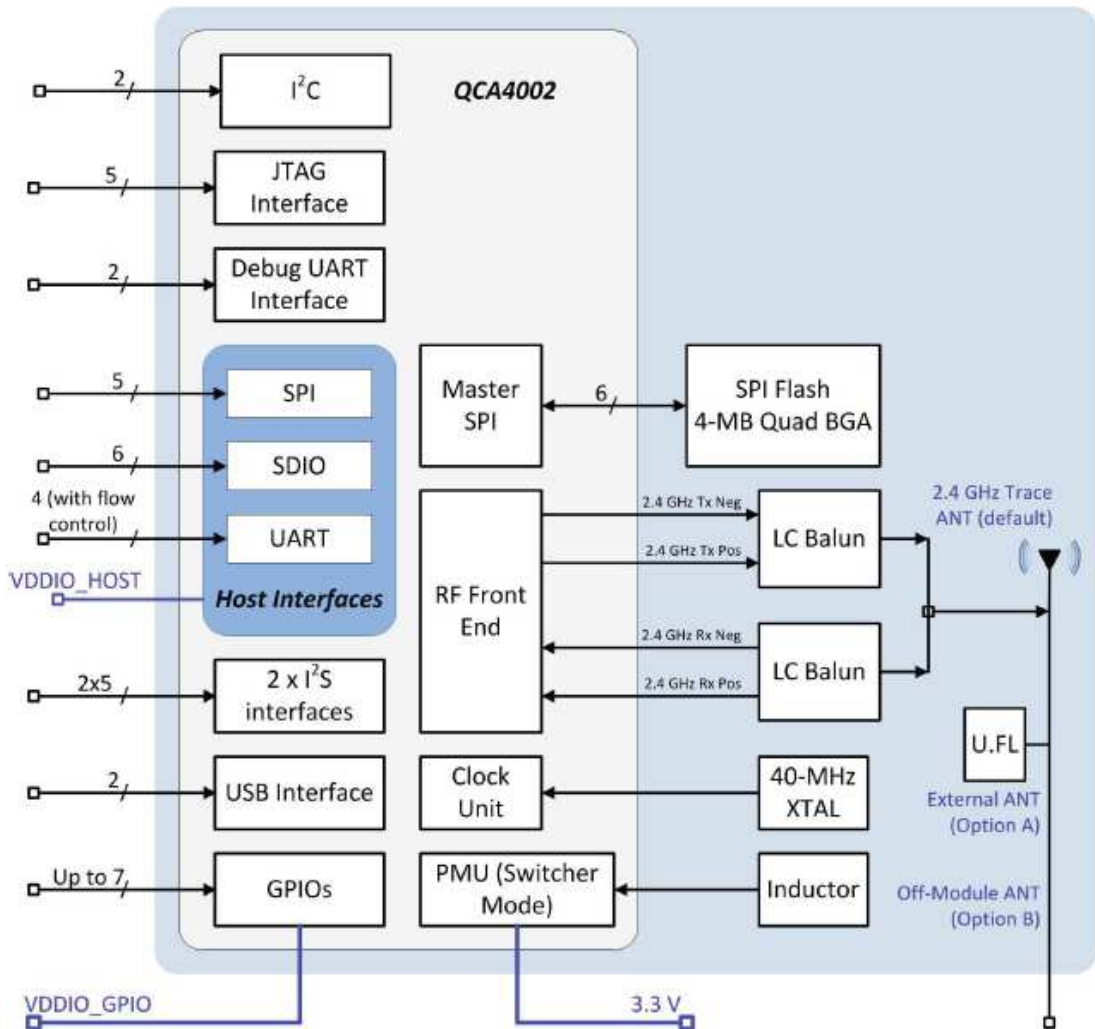 2
I²C
QCA4002
5
JTAG
Interface
2
Debug UART
Interface
5
SPI
6
SDIO
4 (with flow
control)
UART
VDDIO_HOST
Host Interfaces
Master
SPI
6
SPI Flash
4-MB Quad BGA
RF Front
End
2.4 GHz Tx Neg
2.4 GHz Tx Pos
LC Balun
2.4 GHz Rx Neg
2.4 GHz Rx Pos
LC Balun
2.4 GHz Trace
ANT (default)
U.FL
External ANT
(Option A)
Off-Module ANT
(Option B)
2x5
2 x I²S
interfaces
2
USB Interface
Clock
Unit
40-MHz
XTAL
Up to 7
GPIOs
PMU (Switcher
Mode)
Inductor
VDDIO_GPIO
3.3 V